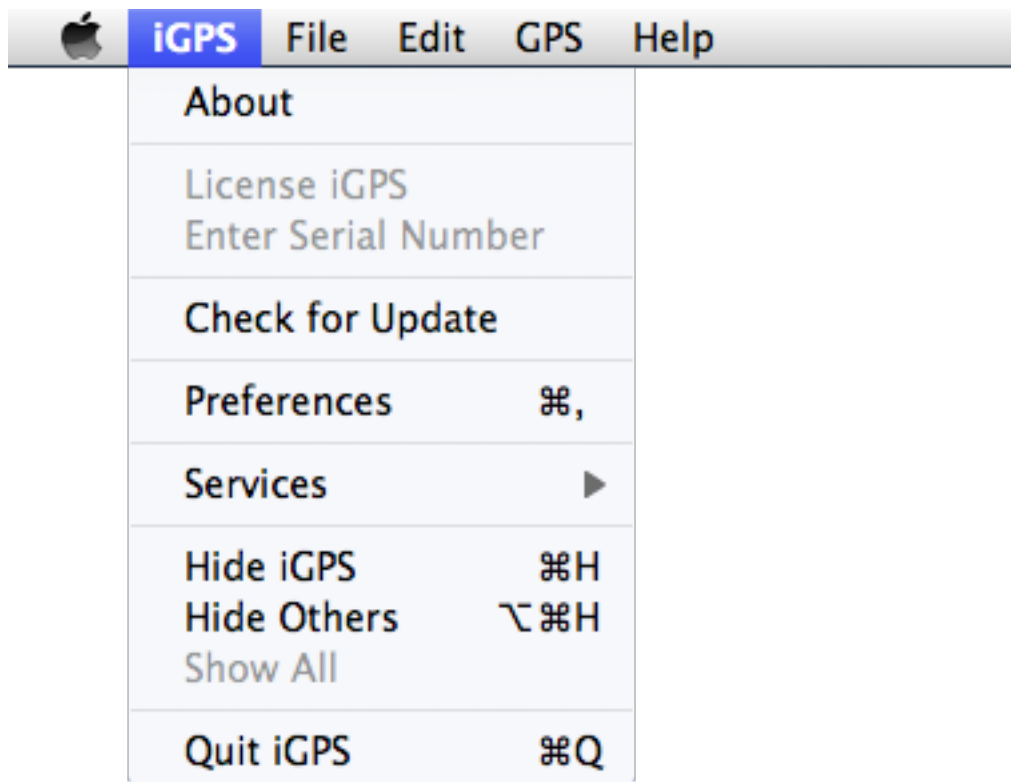 iGPS File Edit GPS Help
About
License iGPS
Enter Serial Number
Check for Update
Preferences ⌘,
Services
Hide iGPS ⌘H
Hide Others ⌥⌘H
Show All
Quit iGPS ⌘Q